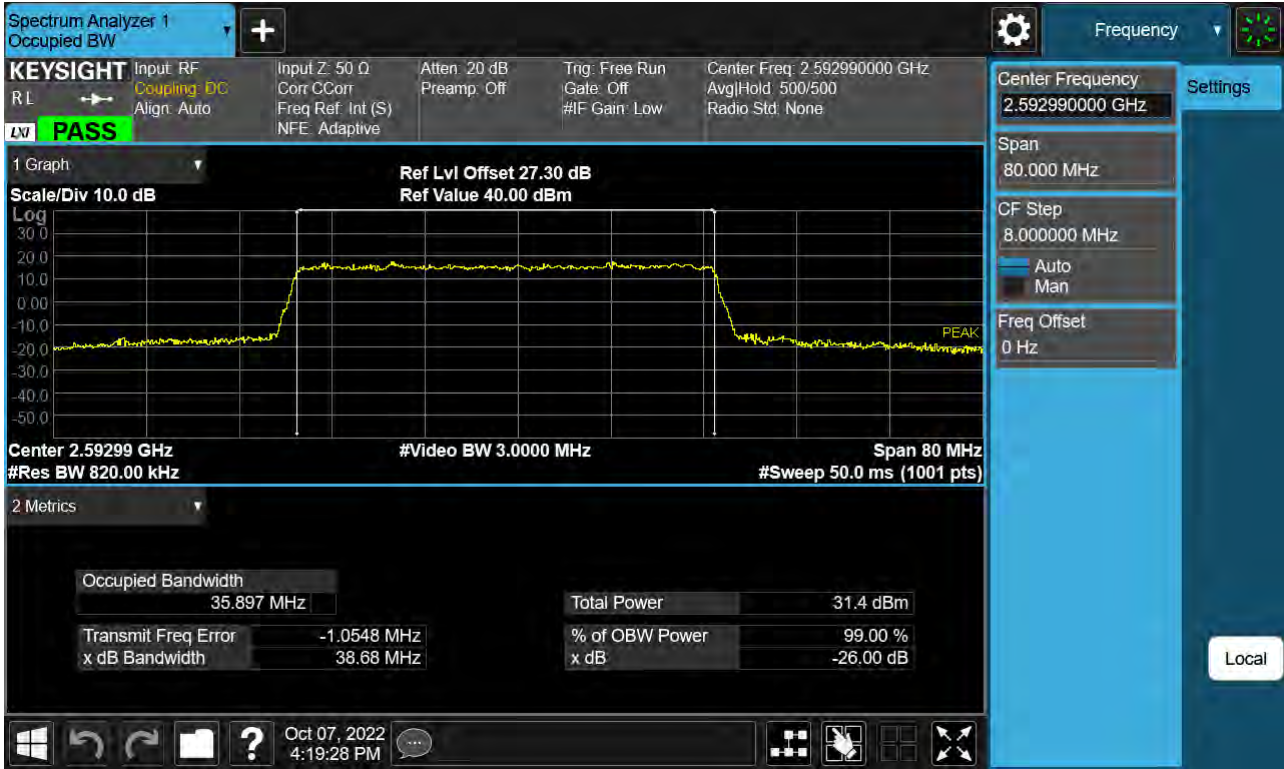 Spectrum Analyzer 1
Occupied BW
+
Frequency
KEYSIGHT
RL
LXI
PASS
Input: RF
Coupling: DC
Align: Auto
Input Z: 50 Ω
Corr CCorr
Freq Ref: Int (S)
NFE: Adaptive
Atten: 20 dB
Preamp: Off
Trig: Free Run
Gate: Off
#IF Gain: Low
Center Freq: 2.592990000 GHz
Avg|Hold: 500/500
Radio Std: None
1 Graph
Scale/Div 10.0 dB
Ref Lvl Offset 27.30 dB
Ref Value 40.00 dBm
Log
30.0
20.0
10.0
0.00
-10.0
-20.0
-30.0
-40.0
-50.0
PEAK
Center 2.59299 GHz
#Video BW 3.0000 MHz
Span 80 MHz
#Res BW 820.00 kHz
#Sweep 50.0 ms (1001 pts)
2 Metrics
Occupied Bandwidth
35.897 MHz
Total Power 31.4 dBm
Transmit Freq Error -1.0548 MHz
% of OBW Power 99.00 %
x dB Bandwidth 38.68 MHz
x dB -26.00 dB
Center Frequency
2.592990000 GHz
Settings
Span
80.000 MHz
CF Step
8.000000 MHz
Auto
Man
Freq Offset
0 Hz
Local
?
Oct 07, 2022
4:19:28 PM